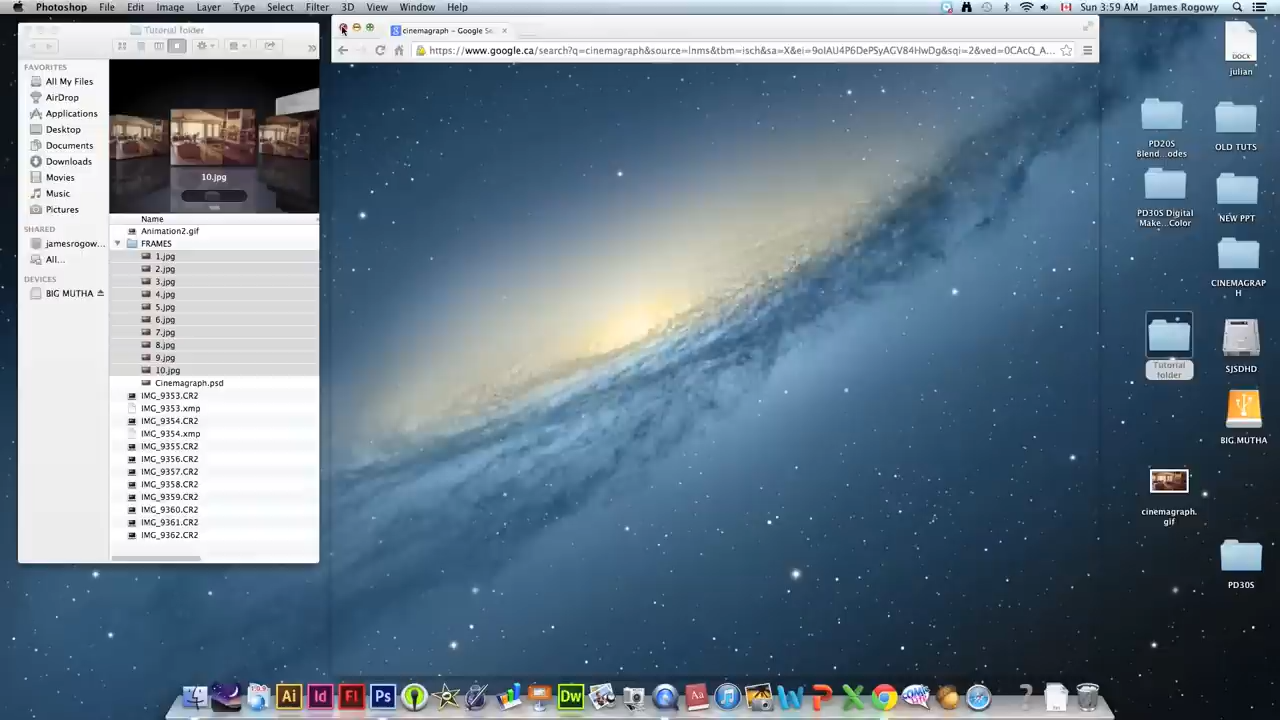 Photoshop File Edit Image Layer Type Select Filter 3D View Window Help
Sun 3:59 AM James Rogowy
Tutorial folder
FAVORITES
All My Files
AirDrop
Applications
Desktop
Documents
Downloads
Movies
Music
Pictures
SHARED
jamesrogow...
All...
DEVICES
BIG MUTHA
10.jpg
Name
Animation2.gif
FRAMES
1.jpg
2.jpg
3.jpg
4.jpg
5.jpg
6.jpg
7.jpg
8.jpg
9.jpg
10.jpg
Cinemagraph.psd
IMG_9353.CR2
IMG_9353.xmp
IMG_9354.CR2
IMG_9354.xmp
IMG_9355.CR2
IMG_9356.CR2
IMG_9357.CR2
IMG_9358.CR2
IMG_9359.CR2
IMG_9360.CR2
IMG_9361.CR2
IMG_9362.CR2
cinemagraph – Google Se
https://www.google.ca/search?q=cinemagraph&source=lnms&tbm=isch&sa=X&ei=9oIAU4P6DePSyAGV84HwDg&sqi=2&ved=0CAcQ_A...
DOCX
julian
PD20S
Blend...odes
OLD TUTS
PD30S Digital
Make...Color
NEW PPT
CINEMAGRAP
H
Tutorial
folder
SJSDHD
BIG.MUTHA
cinemagraph.
gif
PD30S
Ai Id Fl Ps Dw